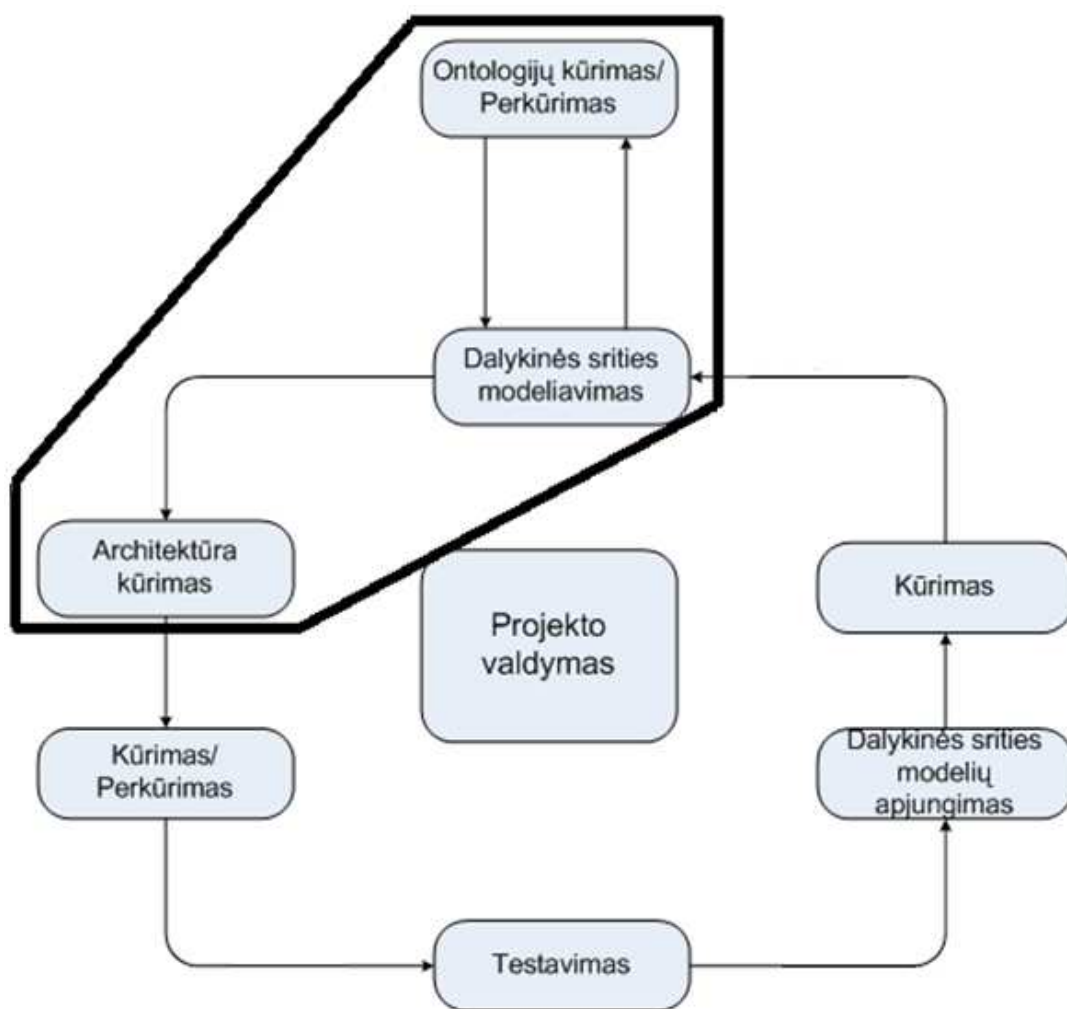 Ontologijų kūrimas/
Perkūrimas
Dalykinės srities
modeliavimas
Architektūra
kūrimas
Projekto
valdymas
Kūrimas
Kūrimas/
Perkūrimas
Dalykinės srities
modelių
apjungimas
Testavimas